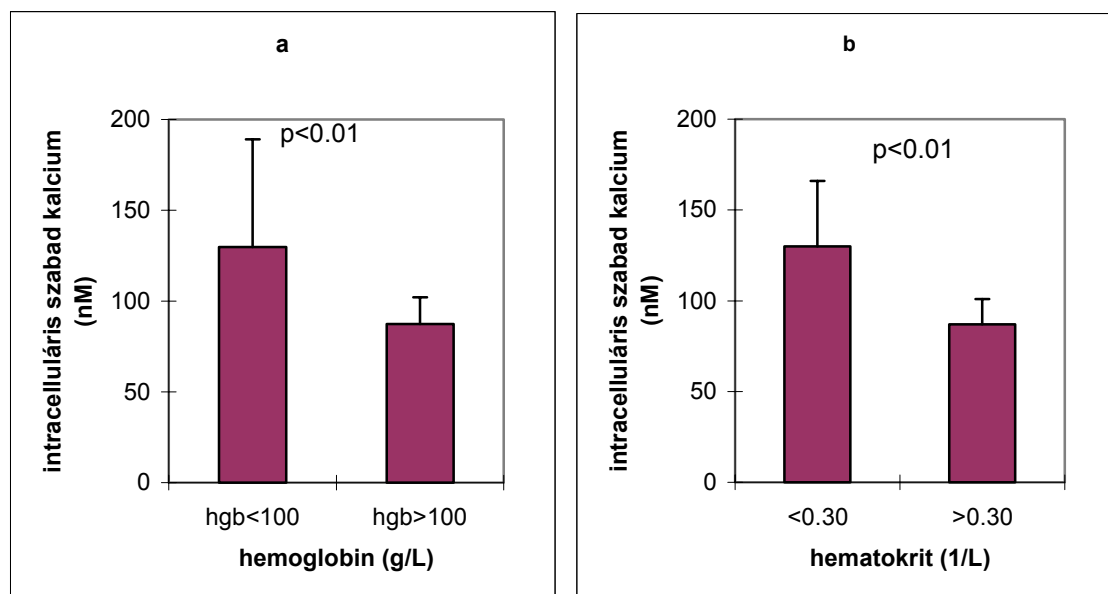 a
intracelluláris szabad kalcium
(nM)
200
150
100
50
0
p<0.01
hgb<100
hgb>100
hemoglobin (g/L)
b
intracelluláris szabad kalcium
(nM)
200
150
100
50
0
p<0.01
<0.30
>0.30
hematokrit (1/L)